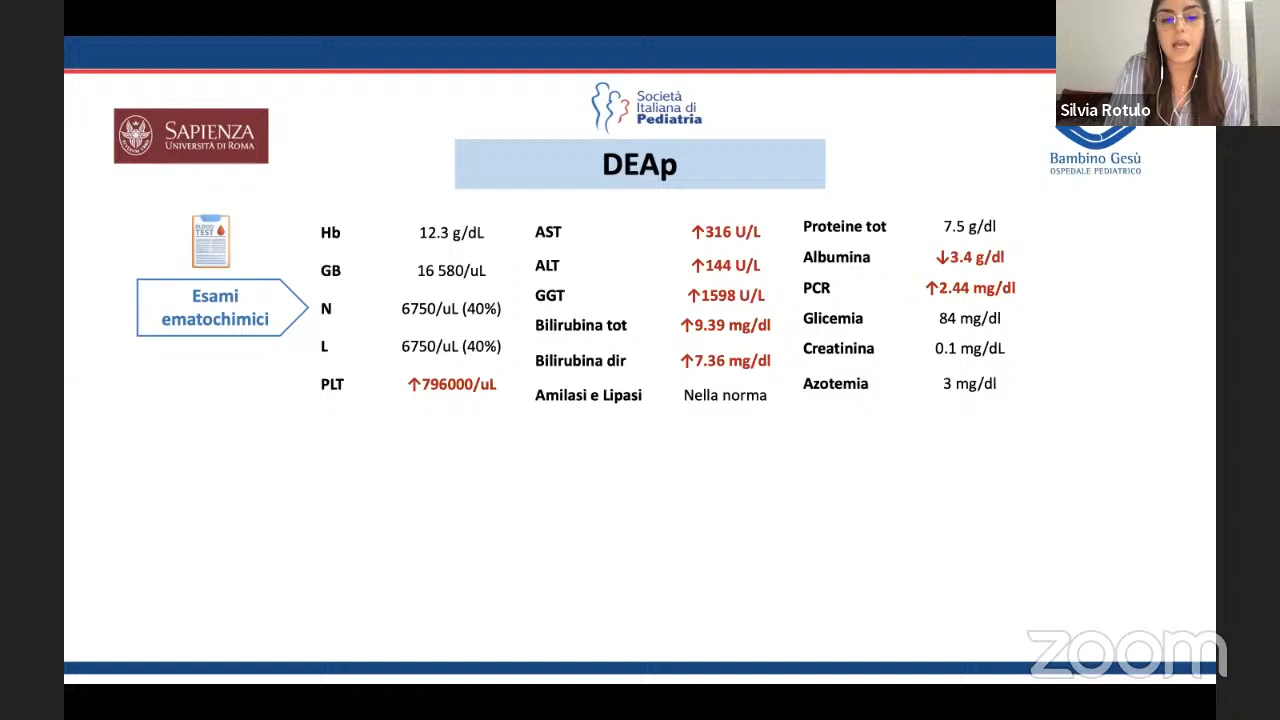 Silvia Rotulo
SAPIENZA
UNIVERSITÀ DI ROMA
Società
Italiana di
Pediatria
Bambino Gesù
OSPEDALE PEDIATRICO
DEAp
BLOOD
TEST
Esami
ematochimici
Hb 12.3 g/dL
GB 16 580/uL
N 6750/uL (40%)
L 6750/uL (40%)
PLT ↑796000/uL
AST ↑316 U/L
ALT ↑144 U/L
GGT ↑1598 U/L
Bilirubina tot ↑9.39 mg/dl
Bilirubina dir ↑7.36 mg/dl
Amilasi e Lipasi Nella norma
Proteine tot 7.5 g/dl
Albumina ↓3.4 g/dl
PCR ↑2.44 mg/dl
Glicemia 84 mg/dl
Creatinina 0.1 mg/dL
Azotemia 3 mg/dl
zoom